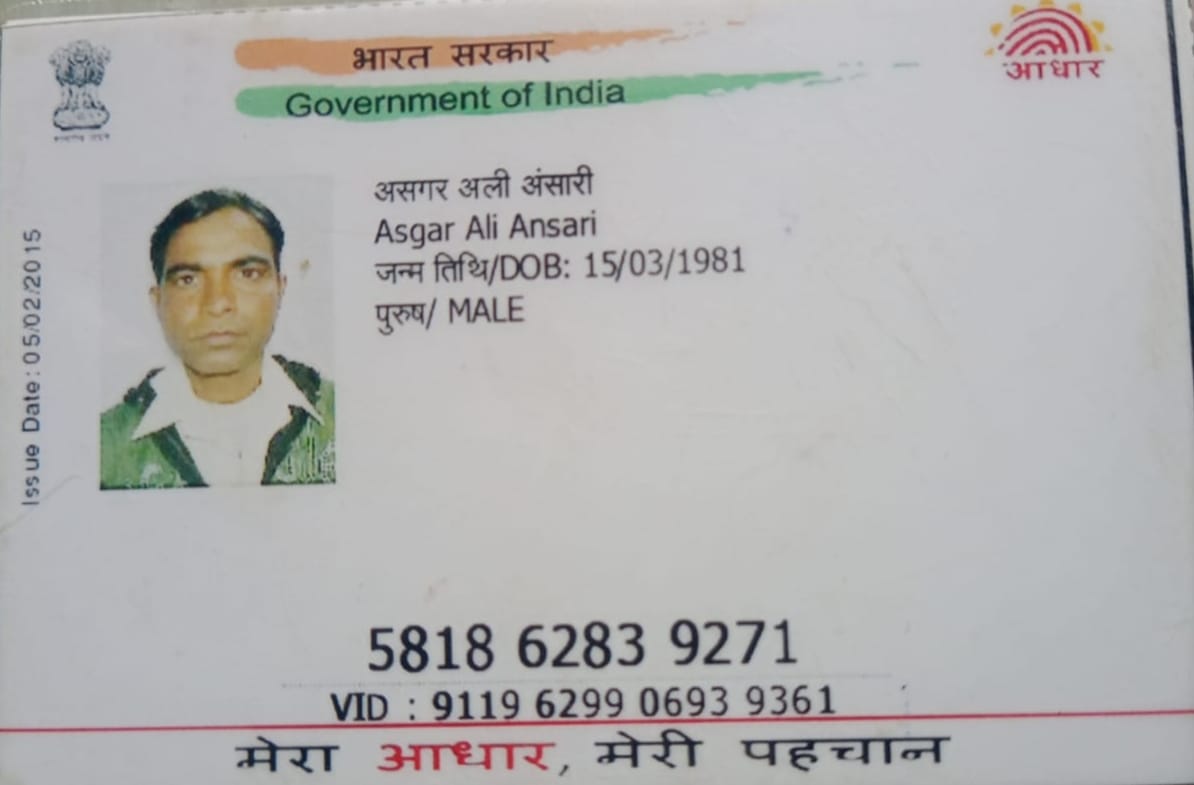 भारत सरकार
Government of India
आधार
Issue Date: 05/02/2015
असगर अली अंसारी
Asgar Ali Ansari
जन्म तिथि/DOB: 15/03/1981
पुरुष/ MALE
5818 6283 9271
VID : 9119 6299 0693 9361
मेरा आधार, मेरी पहचान